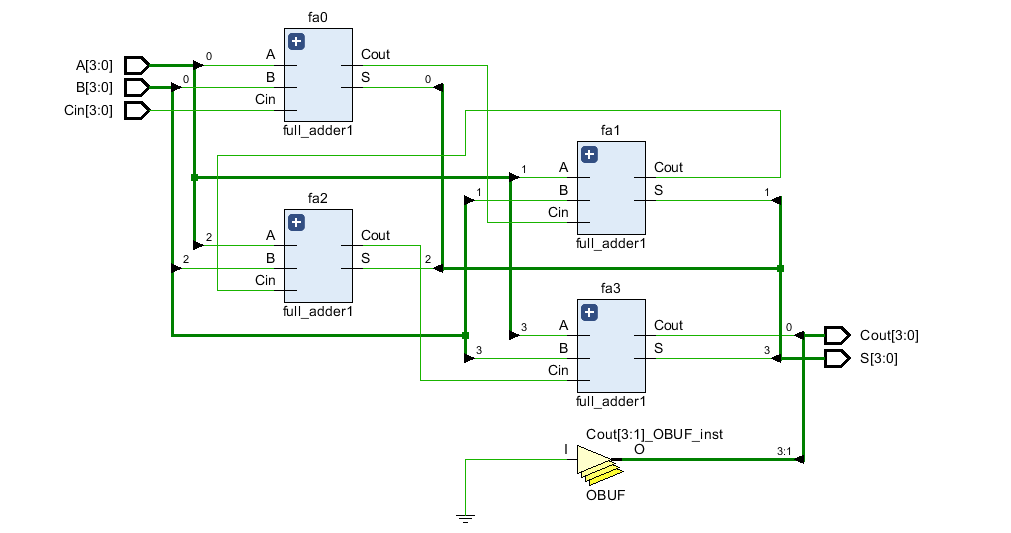 fa0
A[3:0]
0
A
Cout
B[3:0]
0
B
S
0
Cin[3:0]
Cin
full_adder1
fa1
1
A
Cout
1
B
S
1
Cin
full_adder1
fa2
2
A
Cout
2
B
S
2
Cin
full_adder1
fa3
3
A
Cout
0
Cout[3:0]
3
B
S
3
S[3:0]
Cin
full_adder1
Cout[3:1]_OBUF_inst
I
O
3:1
OBUF